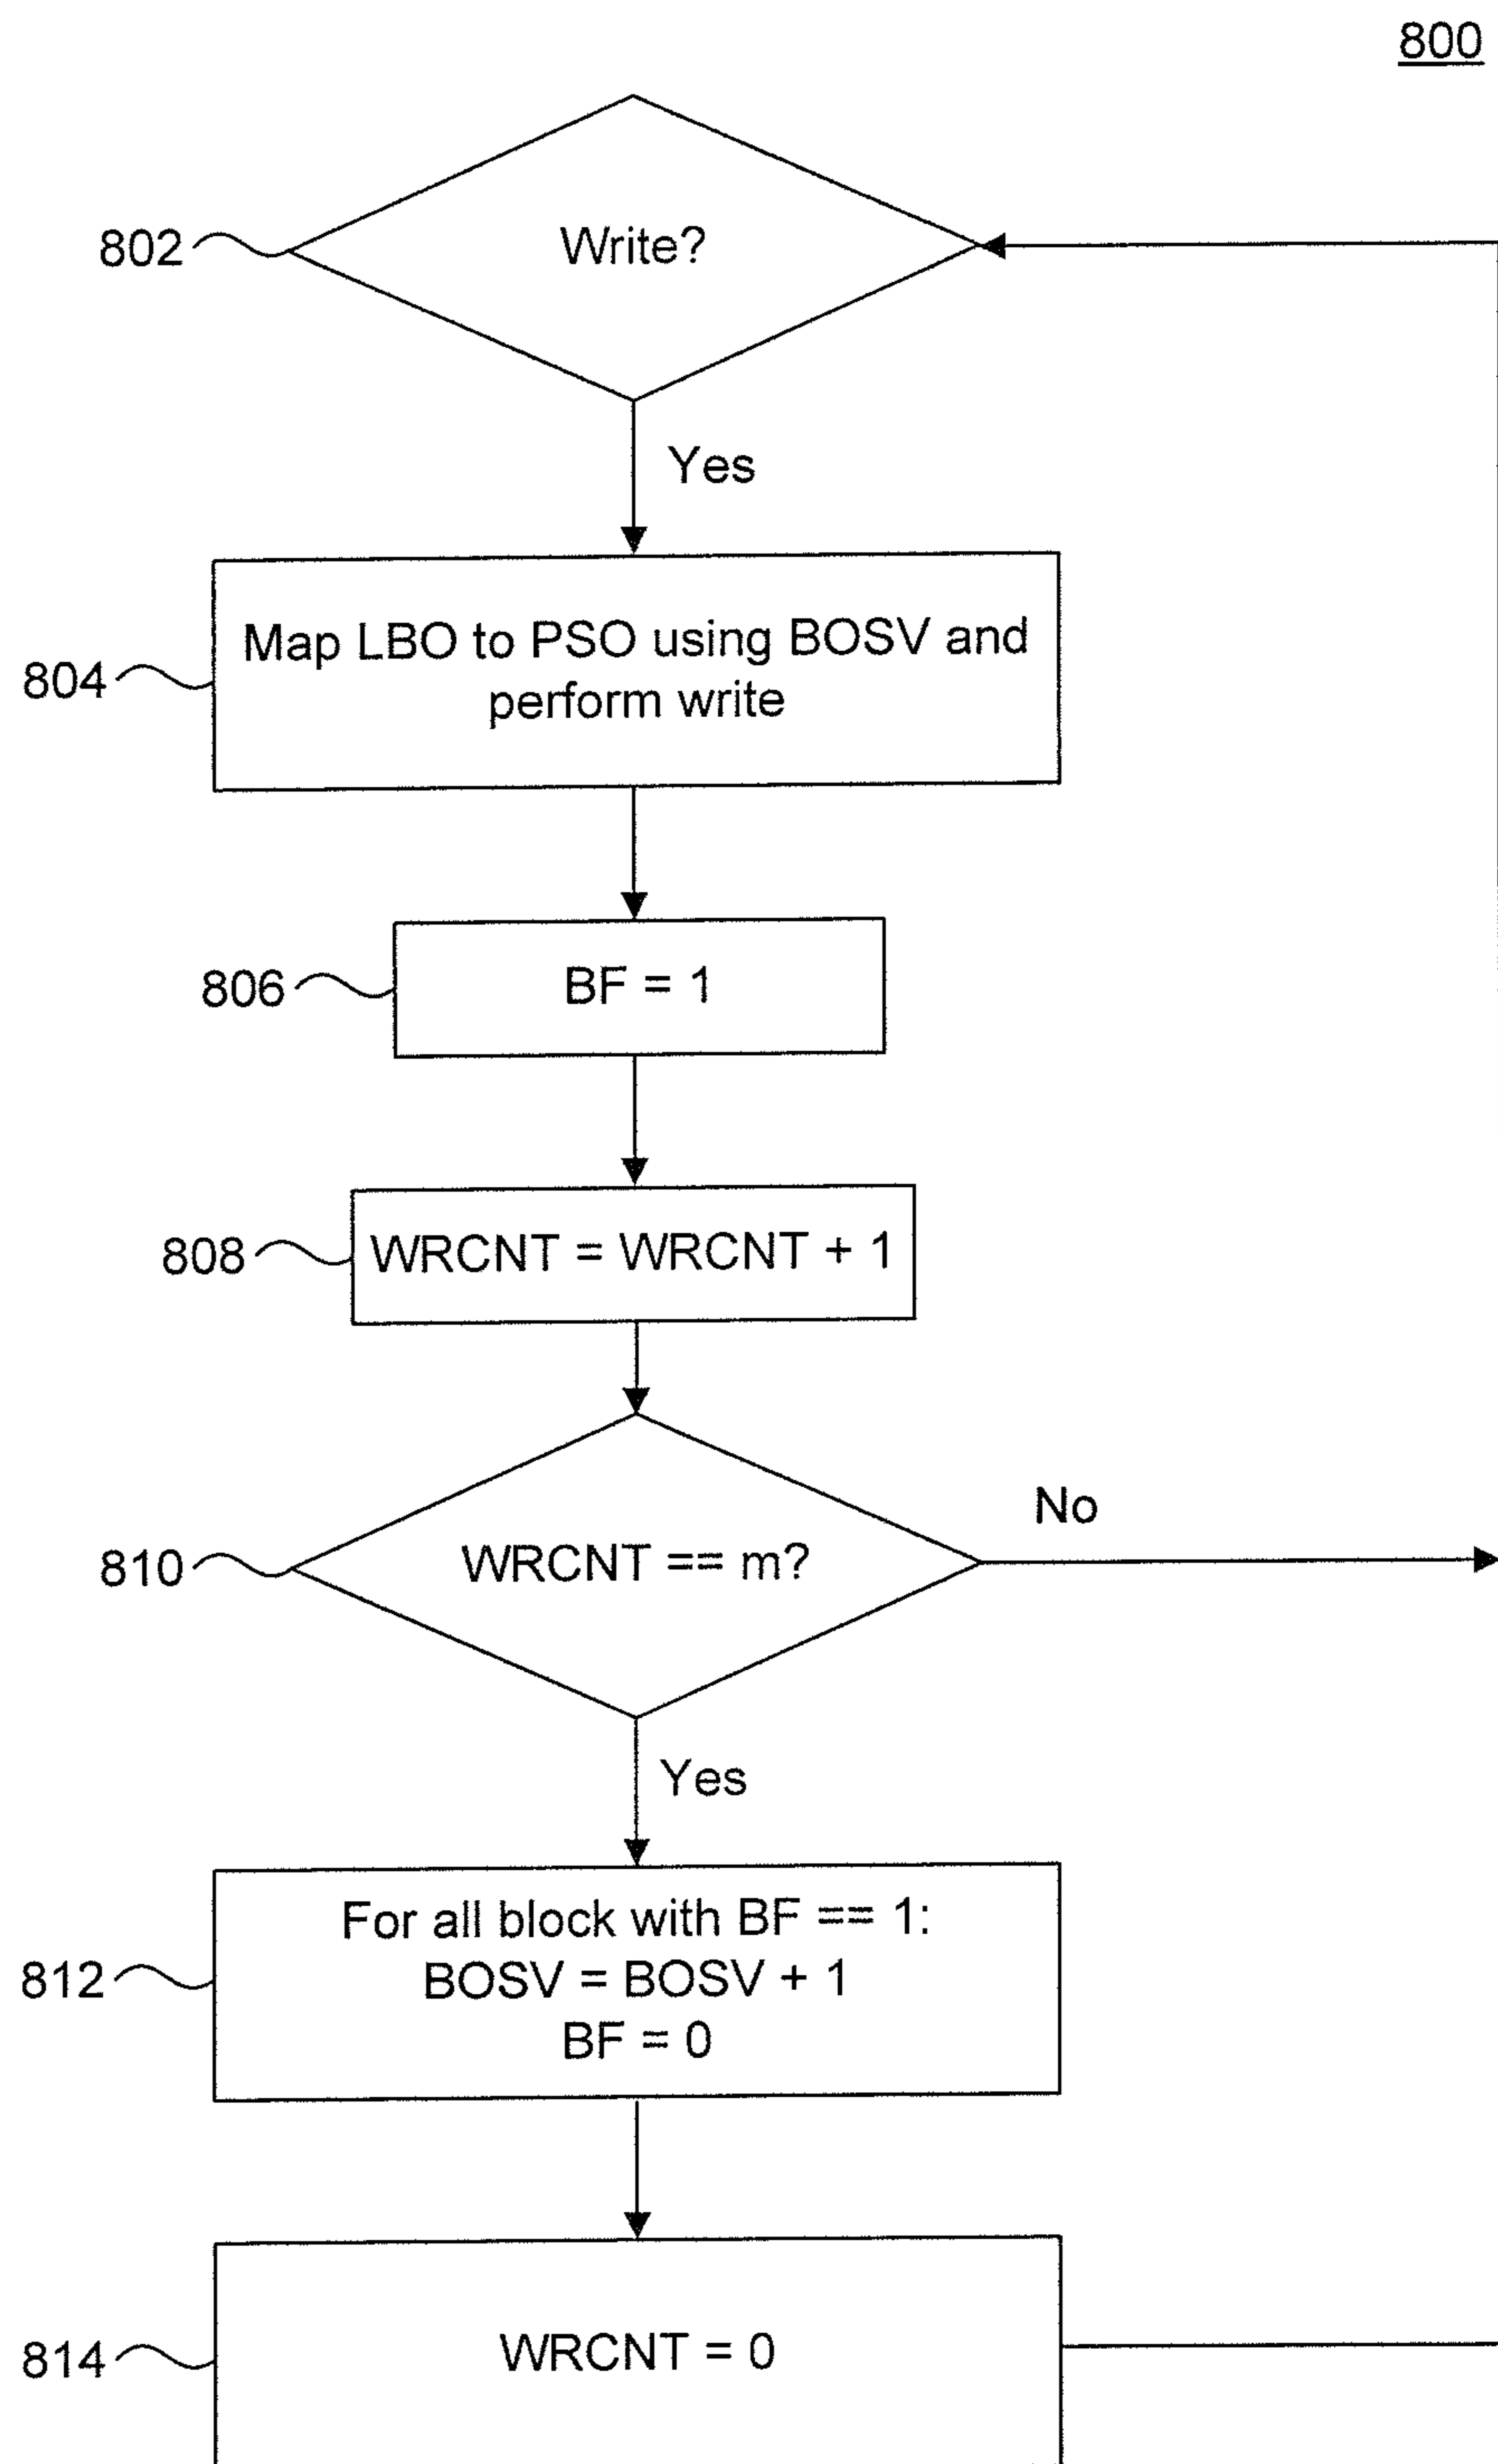 800
802
Write?
Yes
804
Map LBO to PSO using BOSV and
perform write
806
BF = 1
808
WRCNT = WRCNT + 1
810
WRCNT == m?
No
Yes
812
For all block with BF == 1:
BOSV = BOSV + 1
BF = 0
814
WRCNT = 0